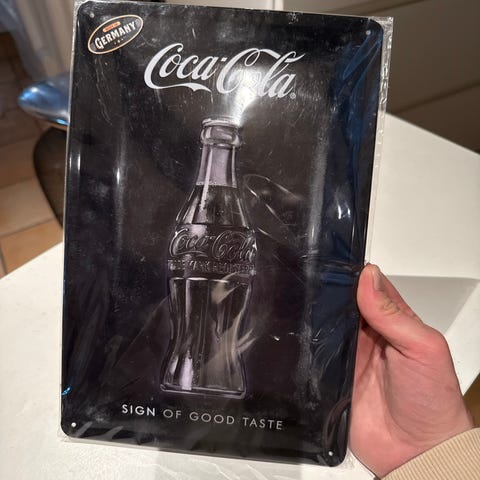 GERMANY
Coca-Cola
Coca-Cola
SIGN OF GOOD TASTE